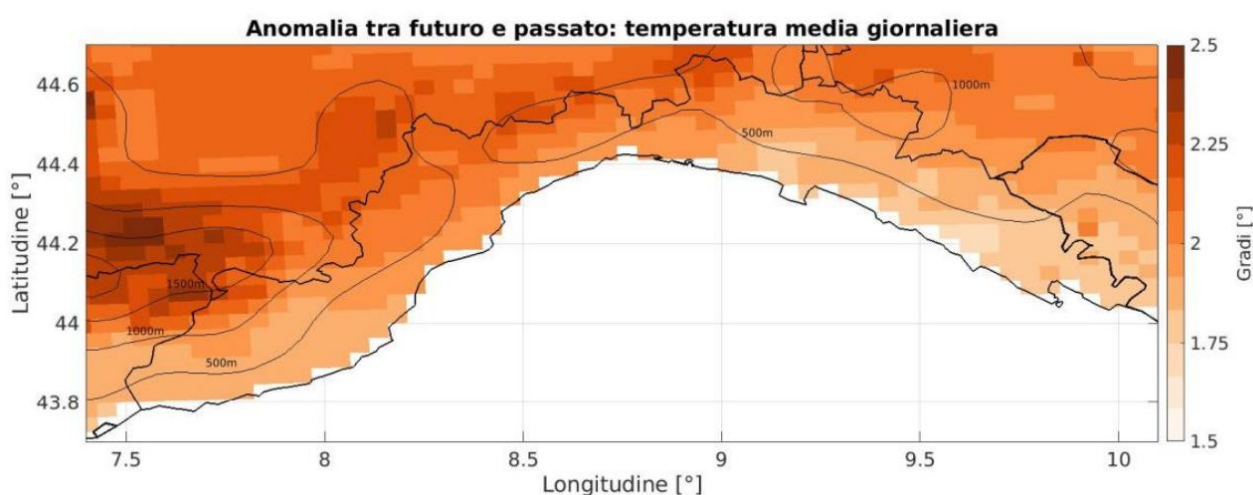 Anomalia tra futuro e passato: temperatura media giornaliera
2.5
44.6
1000m
500m
2.25
44.4
Latitudine [°]
44.2
2
Gradi [°]
1500m
44
1000m
500m
1.75
43.8
1.5
7.5
8
8.5
9
9.5
10
Longitudine [°]